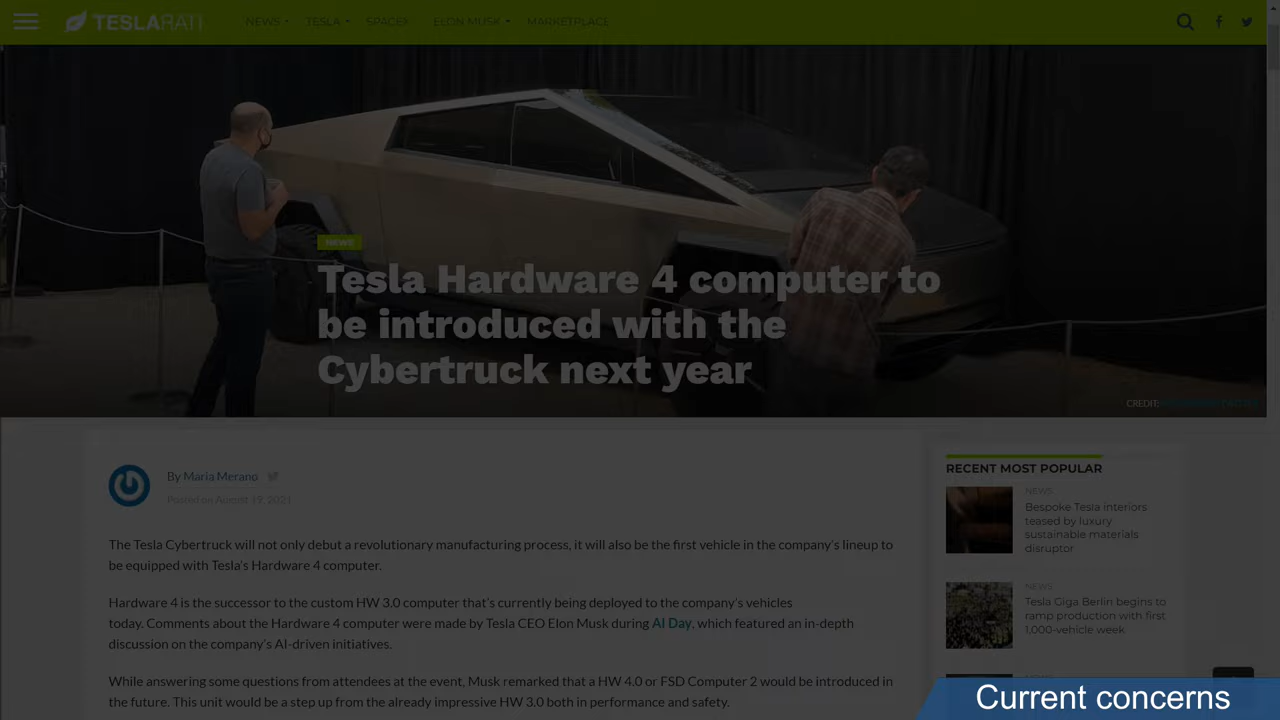 TESLARATI
NEWS
TESLA
SPACEX
ELON MUSK
MARKETPLACE
NEWS
Tesla Hardware 4 computer to
be introduced with the
Cybertruck next year
CREDIT:
By Maria Merano
Posted on August 19, 2021
The Tesla Cybertruck will not only debut a revolutionary manufacturing process, it will also be the first vehicle in the company's lineup to
be equipped with Tesla's Hardware 4 computer.
Hardware 4 is the successor to the custom HW 3.0 computer that's currently being deployed to the company's vehicles
today. Comments about the Hardware 4 computer were made by Tesla CEO Elon Musk during AI Day, which featured an in-depth
discussion on the company's AI-driven initiatives.
While answering some questions from attendees at the event, Musk remarked that a HW 4.0 or FSD Computer 2 would be introduced in
the future. This unit would be a step up from the already impressive HW 3.0 both in performance and safety.
RECENT MOST POPULAR
NEWS
Bespoke Tesla interiors
teased by luxury
sustainable materials
disruptor
NEWS
Tesla Giga Berlin begins to
ramp production with first
1,000-vehicle week
NEWS
Current concerns